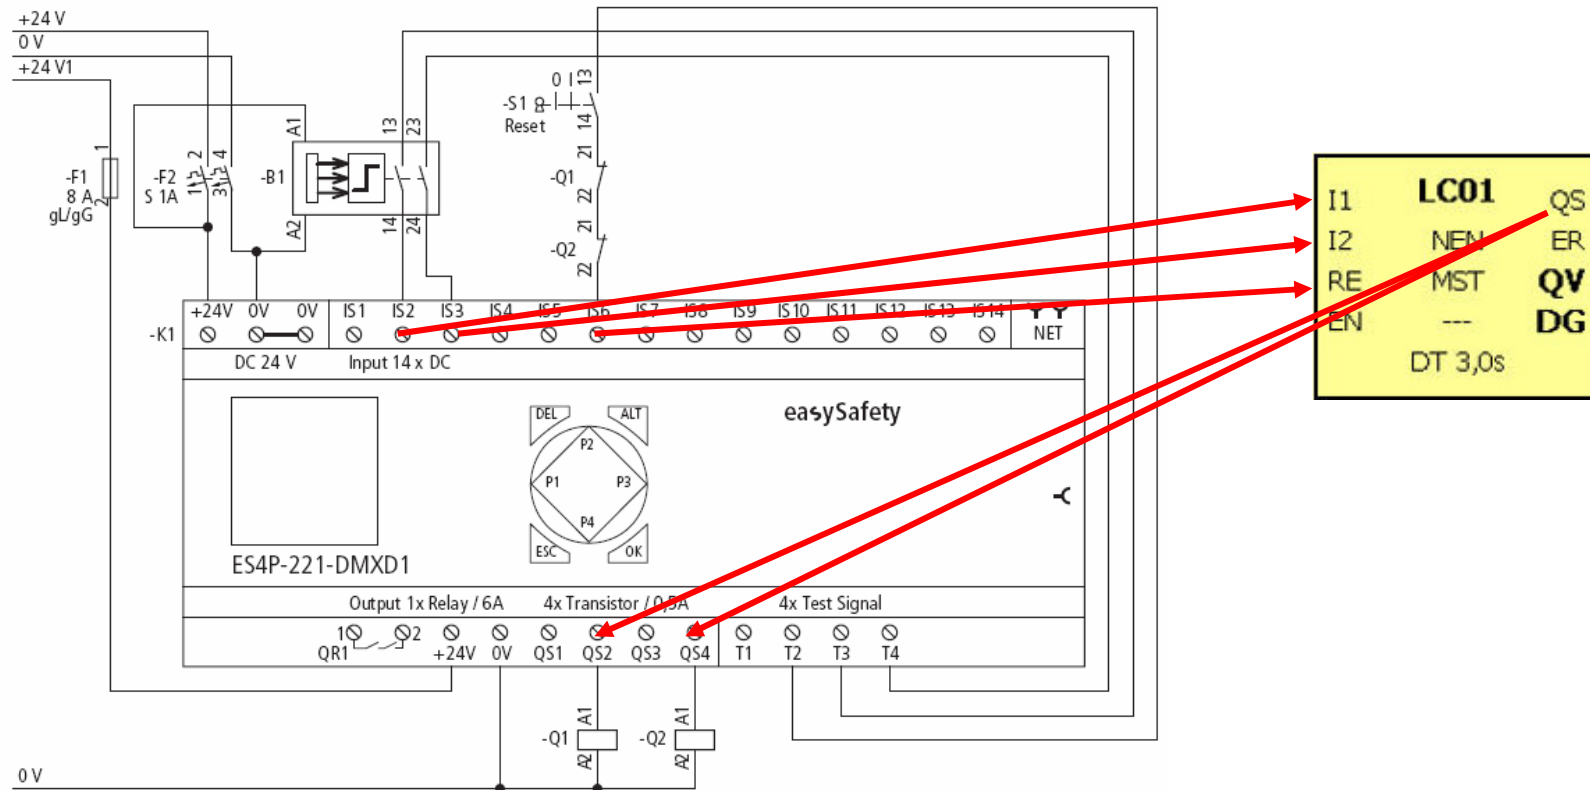 +24 V
0 V
+24 V1
-F1
8 A
gL/gG
1
2
-F2
S 1A
2
4
1
3
-B1
A1
A2
13
23
14
24
0 I
13
-S1
Reset
14
21
-Q1
22
21
-Q2
22
-K1
+24V 0V 0V IS1 IS2 IS3 IS4 IS5 IS6 IS7 IS8 IS9 IS10 IS11 IS12 IS13 IS14
NET
DC 24 V Input 14 x DC
DEL ALT
P2
P1 P3
P4
ESC OK
easySafety
ES4P-221-DMXD1
Output 1x Relay / 6A 4x Transistor / 0,5A 4x Test Signal
1 2
QR1 +24V 0V QS1 QS2 QS3 QS4 T1 T2 T3 T4
-Q1 A1 A2
-Q2 A1 A2
0 V
I1 LC01 QS
I2 NEN ER
RE MST QV
EN --- DG
DT 3,0s